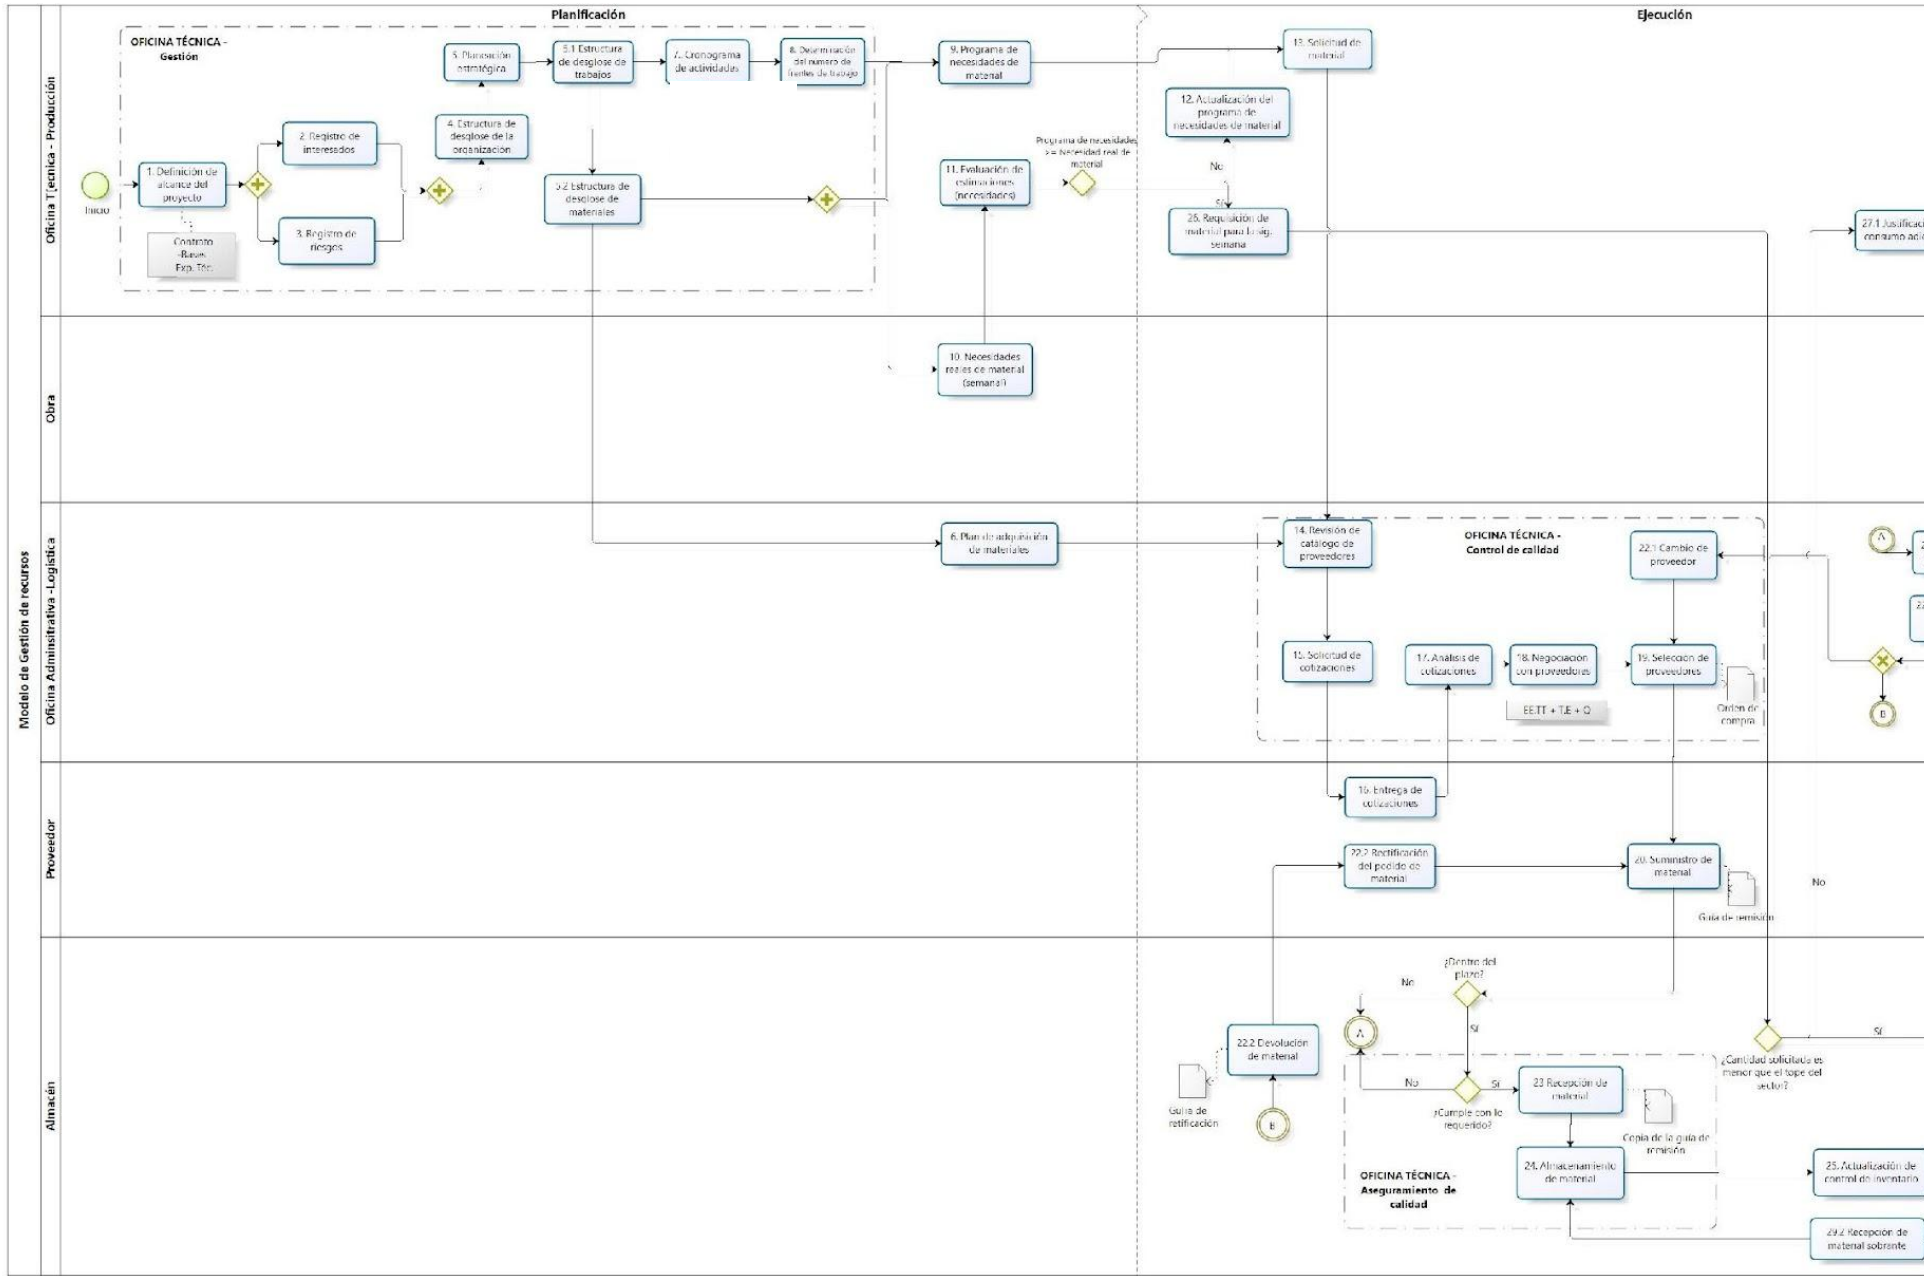 Planificación
Ejecución
Modelo de Gestión de recursos
Oficina T[ecnica - Producción
OFICINA TÉCNICA -
Gestión
Inicio
1. Definición de
alcance del
proyecto
Contrato
-Bases
Exp. Téc.
2. Registro de
interesados
3. Registro de
riesgos
4. Estructura de
desglose de la
organización
5. Planeación
estratégica
5.1 Estructura
de desglose de
trabajos
7. Cronograma
de actividades
8. Determinación
del número de
frentes de trabajo
5.2 Estructura de
desglose de
materiales
9. Programa de
necesidades de
material
11. Evaluación de
estimaciones
(necesidades)
Programa de necesidades
>= Necesidad real de
material
13. Solicitud de
material
12. Actualización del
programa de
necesidades de material
No
Sí
26. Requisición de
material para la sig.
semana
27.1 Justificaci
consumo adic
Obra
10. Necesidades
reales de material
(semanal)
Oficina Adminsitrativa -Logística
6. Plan de adquisición
de materiales
14. Revisión de
catálogo de
proveedores
OFICINA TÉCNICA -
Control de calidad
22.1 Cambio de
proveedor
A
2
22
15. Solicitud de
cotizaciones
17. Análisis de
cotizaciones
18. Negociación
con proveedores
19. Selección de
proveedores
EE.TT + T.E + Q
Orden de
compra
B
Proveedor
16. Entrega de
cotizaciones
22.2 Rectificación
del pedido de
material
20. Suministro de
material
Guía de remisión
No
Almacén
¿Dentro del
plazo?
No
Sí
A
22.2 Devolución
de material
Guíia de
retificación
B
No
Sí
¿Cumple con lo
requerido?
23 Recepción de
material
Copia de la guía de
remisión
OFICINA TÉCNICA -
Aseguramiento de
calidad
24. Almacenamiento
de material
Sí
¿Cantidad solicitada es
menor que el tope del
sector?
25. Actualización de
control de inventario
29.2 Recepción de
material sobrante